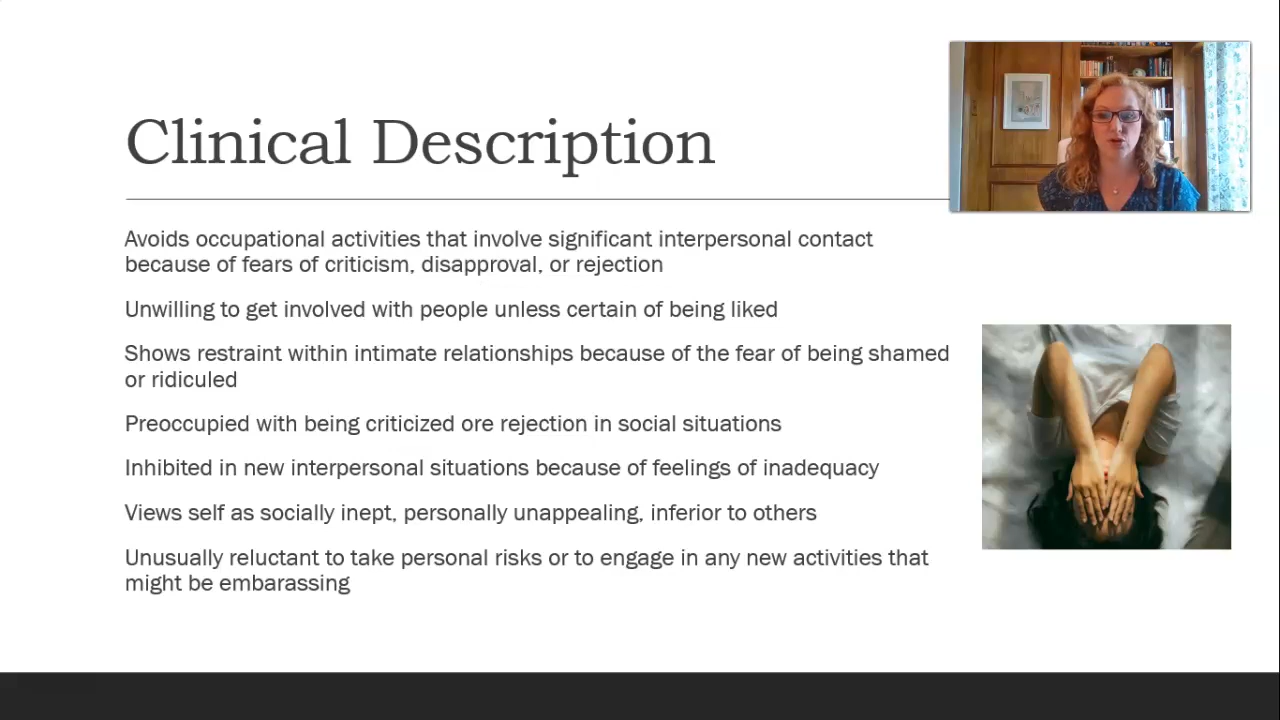 Clinical Description
Avoids occupational activities that involve significant interpersonal contact
because of fears of criticism, disapproval, or rejection
Unwilling to get involved with people unless certain of being liked
Shows restraint within intimate relationships because of the fear of being shamed
or ridiculed
Preoccupied with being criticized ore rejection in social situations
Inhibited in new interpersonal situations because of feelings of inadequacy
Views self as socially inept, personally unappealing, inferior to others
Unusually reluctant to take personal risks or to engage in any new activities that
might be embarassing